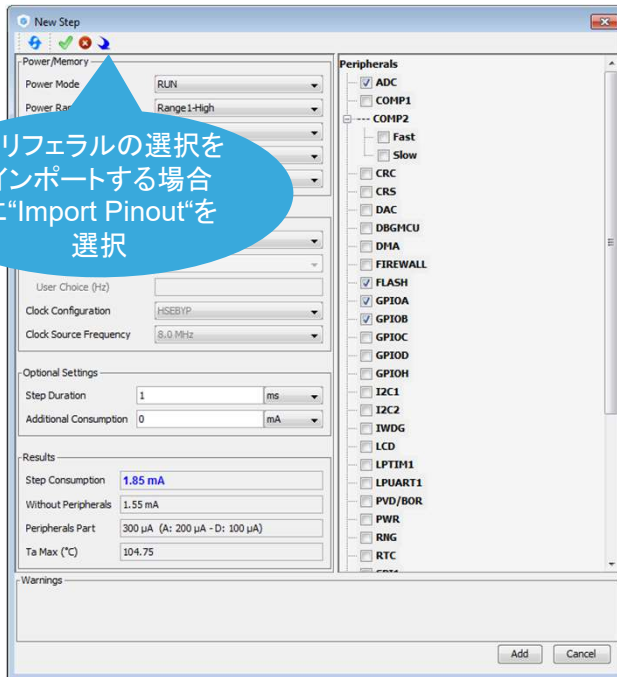 New Step
Power/Memory
Power Mode
RUN
Range1-High
リフェラルの選択を
インポートする場合
"Import Pinout"を
選択
User Choice (Hz)
Clock Configuration
HSEBYP
Clock Source Frequency
8.0 MHz
Optional Settings
Step Duration
1
ms
Additional Consumption
0
mA
Results
Step Consumption
1.85 mA
Without Peripherals
1.55 mA
Peripherals Part
300 µA (A: 200 µA - D: 100 µA)
Ta Max (°C)
104.75
Peripherals
ADC
COMP1
COMP2
Fast
Slow
CRC
CRS
DAC
DBGMCU
DMA
FIREWALL
FLASH
GPIOA
GPIOB
GPIOC
GPIOD
GPIOH
I2C1
I2C2
IWDG
LCD
LPTIM1
LPUART1
PVD/BOR
PWR
RNG
RTC
Warnings
Add
Cancel